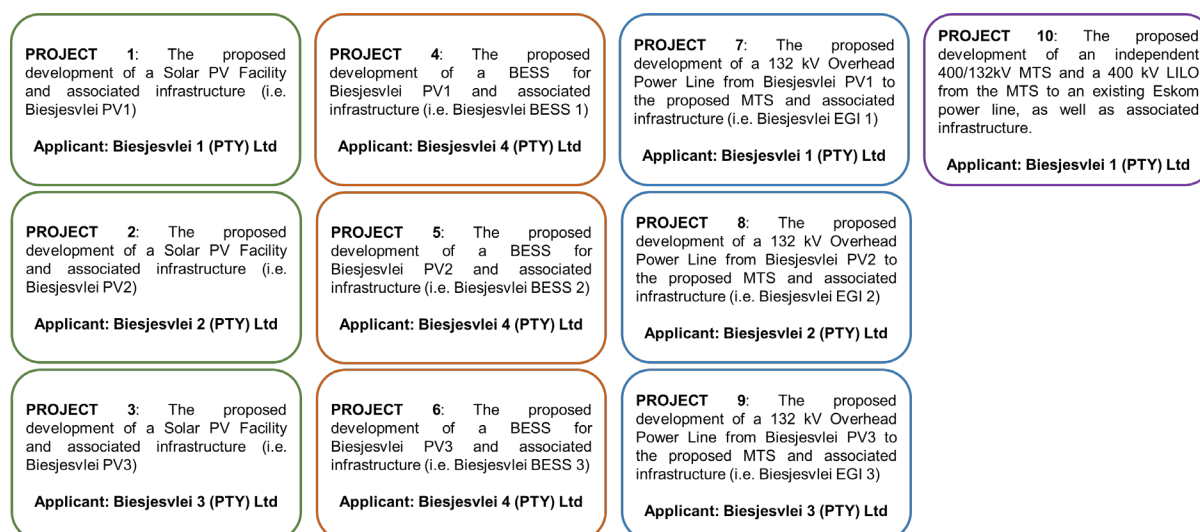 PROJECT 1: The proposed
development of a Solar PV Facility
and associated infrastructure (i.e.
Biesjesvlei PV1)
Applicant: Biesjesvlei 1 (PTY) Ltd
PROJECT 4: The proposed
development of a BESS for
Biesjesvlei PV1 and associated
infrastructure (i.e. Biesjesvlei BESS 1)
Applicant: Biesjesvlei 4 (PTY) Ltd
PROJECT 7: The proposed
development of a 132 kV Overhead
Power Line from Biesjesvlei PV1 to
the proposed MTS and associated
infrastructure (i.e. Biesjesvlei EGI 1)
Applicant: Biesjesvlei 1 (PTY) Ltd
PROJECT 10: The proposed
development of an independent
400/132kV MTS and a 400 kV LILO
from the MTS to an existing Eskom
power line, as well as associated
infrastructure.
Applicant: Biesjesvlei 1 (PTY) Ltd
PROJECT 2: The proposed
development of a Solar PV Facility
and associated infrastructure (i.e.
Biesjesvlei PV2)
Applicant: Biesjesvlei 2 (PTY) Ltd
PROJECT 5: The proposed
development of a BESS for
Biesjesvlei PV2 and associated
infrastructure (i.e. Biesjesvlei BESS 2)
Applicant: Biesjesvlei 4 (PTY) Ltd
PROJECT 8: The proposed
development of a 132 kV Overhead
Power Line from Biesjesvlei PV2 to
the proposed MTS and associated
infrastructure (i.e. Biesjesvlei EGI 2)
Applicant: Biesjesvlei 2 (PTY) Ltd
PROJECT 3: The proposed
development of a Solar PV Facility
and associated infrastructure (i.e.
Biesjesvlei PV3)
Applicant: Biesjesvlei 3 (PTY) Ltd
PROJECT 6: The proposed
development of a BESS for
Biesjesvlei PV3 and associated
infrastructure (i.e. Biesjesvlei BESS 3)
Applicant: Biesjesvlei 4 (PTY) Ltd
PROJECT 9: The proposed
development of a 132 kV Overhead
Power Line from Biesjesvlei PV3 to
the proposed MTS and associated
infrastructure (i.e. Biesjesvlei EGI 3)
Applicant: Biesjesvlei 3 (PTY) Ltd